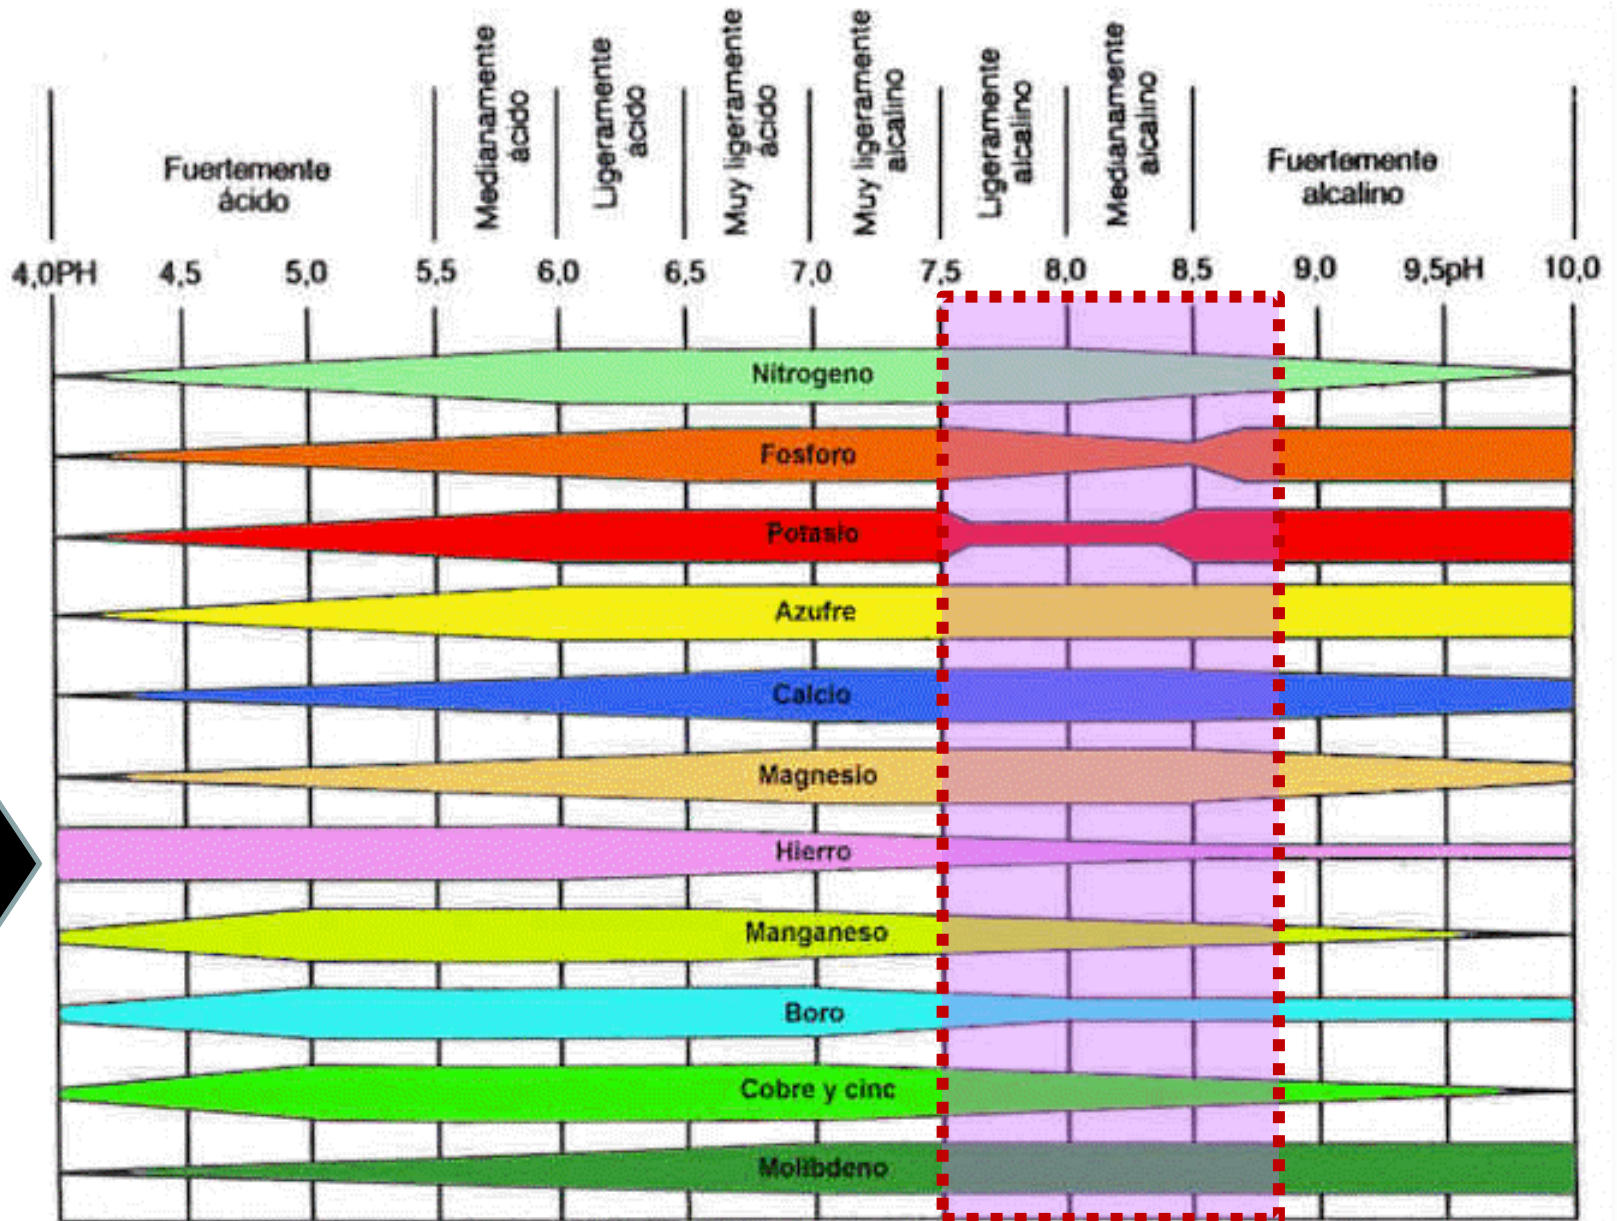 Fuertemente
ácido
Medianamente
ácido
Ligeramente
ácido
Muy ligeramente
ácido
Muy ligeramente
alcalino
Ligeramente
alcalino
Medianamente
alcalino
Fuertemente
alcalino
4,0PH 4,5 5,0 5,5 6,0 6,5 7,0 7,5 8,0 8,5 9,0 9,5pH 10,0
Nitrogeno
Fosforo
Potasio
Azufre
Calcio
Magnesio
Hierro
Manganeso
Boro
Cobre y cinc
Molibdeno